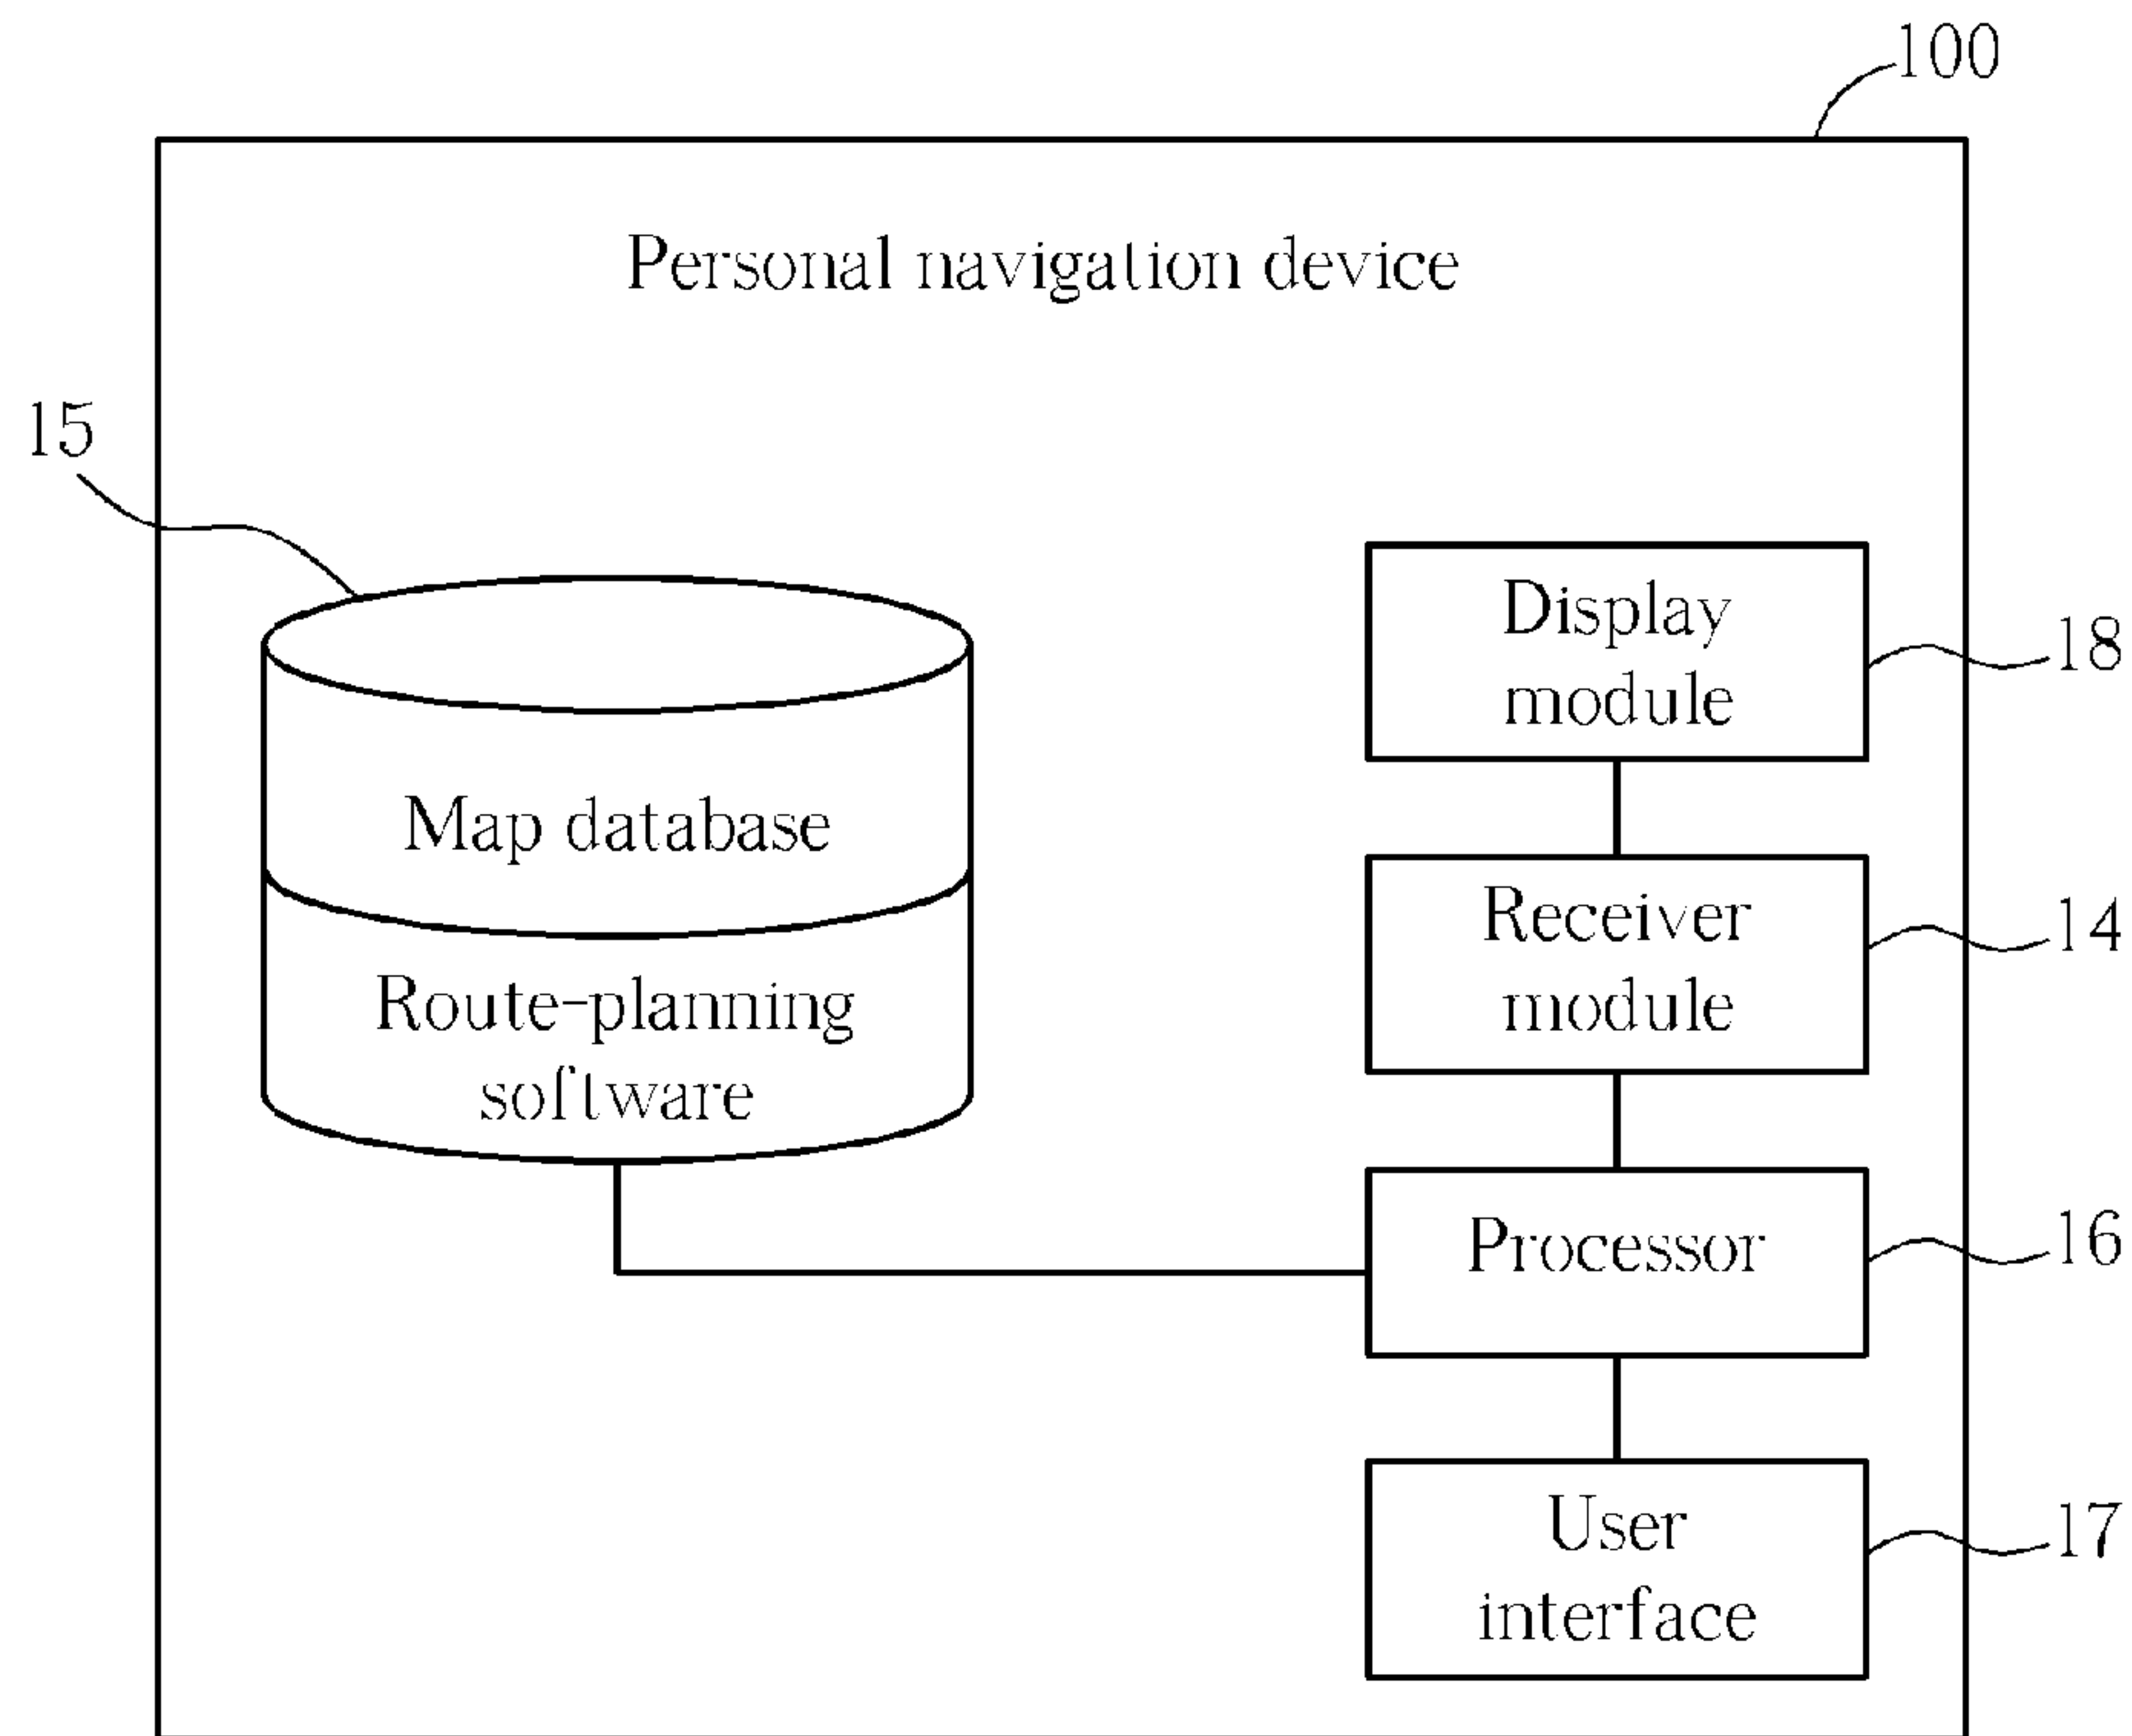 100
Personal navigation device
15
Display
module
18
Map database
Receiver
module
14
Route-planning
software
Processor
16
User
interface
17